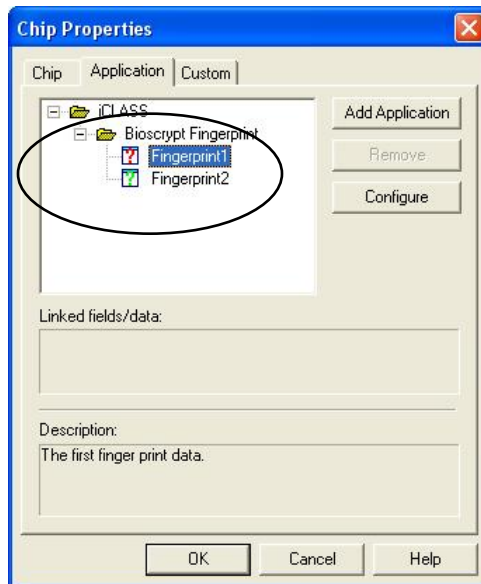 Chip Properties
Chip Application Custom
iCLASS
Add Application
Bioscrypt Fingerprint
Fingerprint1
Remove
Fingerprint2
Configure
Linked fields/data:
Description:
The first finger print data.
OK Cancel Help